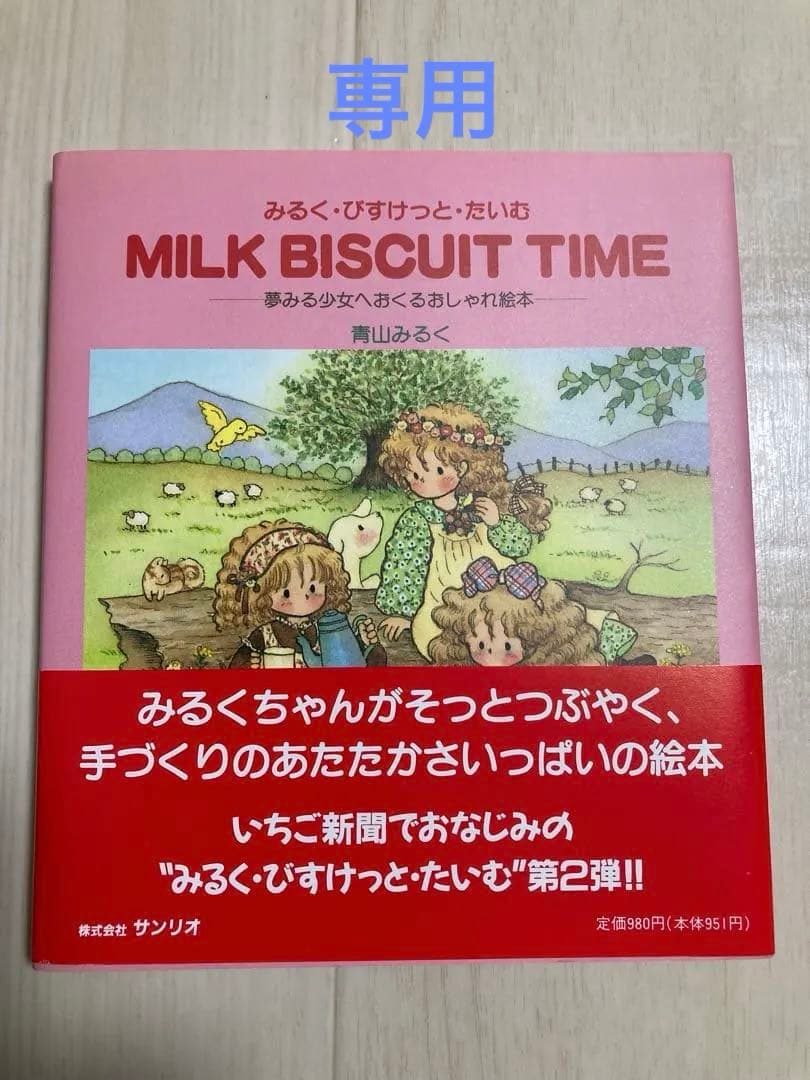 専用
みるく・びすけっと・たいむ
MILK BISCUIT TIME
夢みる少女へおくるおしゃれ絵本
青山みるく
みるくちゃんがそっとつぶやく、
手づくりのあたたかさいっぱいの絵本
いちご新聞でおなじみの
“みるく・びすけっと・たいむ”第2弾!!
株式会社 サンリオ
定価980円(本体951円)